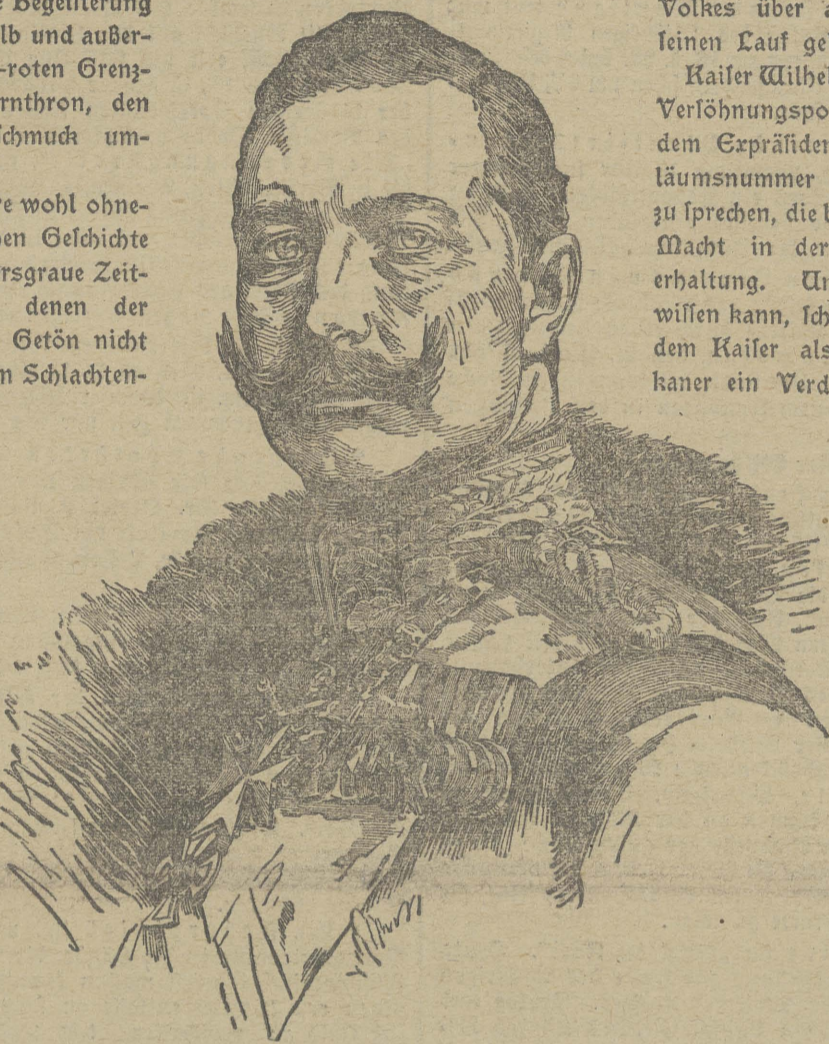 Begeisterung
lb und außer-
-roten Grenz-
rnthron, den
schmuck um-
re wohl ohne-
en Geschichte
rsgraue Zeit-
denen der
Getön nicht
n Schlachten-
Volkes über a
seinen Lauf ge
Kaiser Wilhe
Versöhnungspo
dem Expräsiden
läumsnummer
zu sprechen, die b
Macht in der
erhaltung. Un
wissen kann, sch
dem Kaiser als
kaner ein Verd